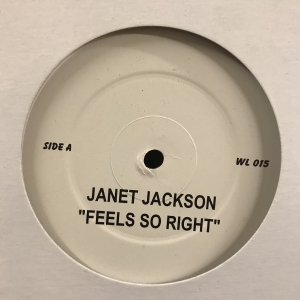 SIDE A
WL 015
JANET JACKSON
"FEELS SO RIGHT"